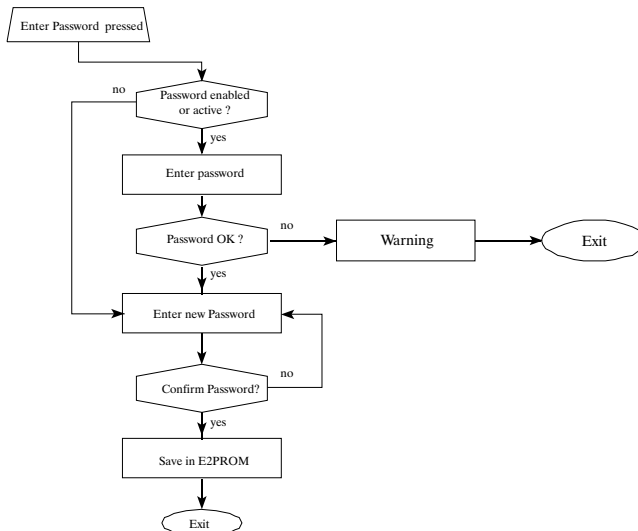 Enter Password pressed
no
Password enabled
or active ?
yes
Enter password
Password OK ?
no
Warning
Exit
yes
Enter new Password
no
Confirm Password?
yes
Save in E2PROM
Exit